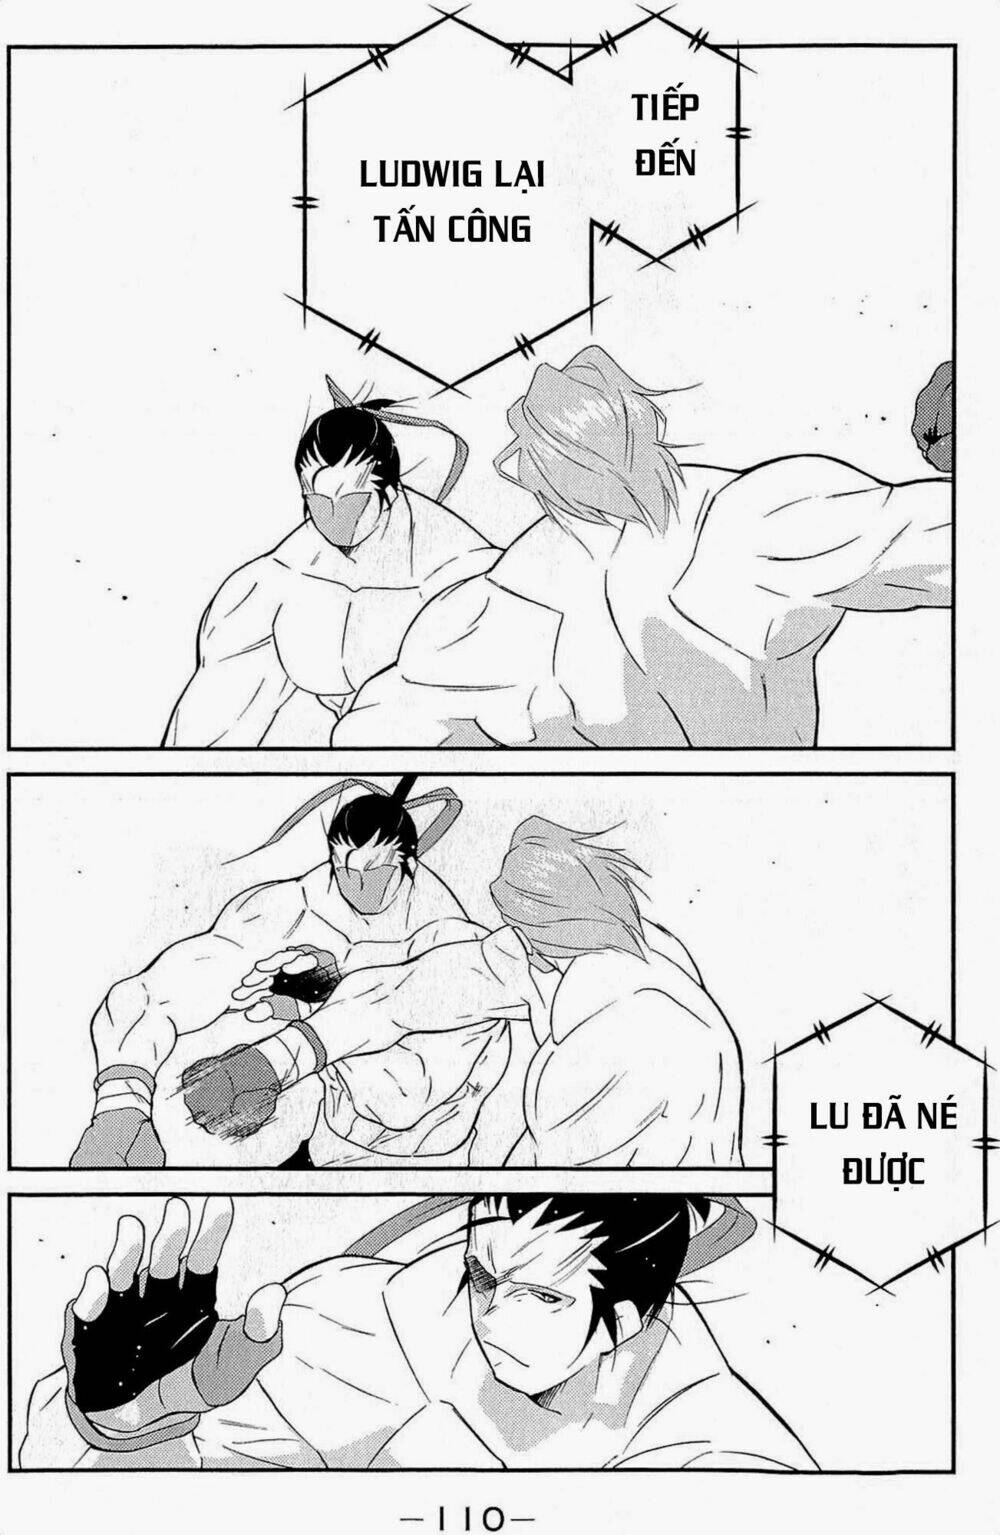 TIẾP
ĐẾN
LUDWIG LẠI
TẤN CÔNG
LU ĐÃ NÉ
ĐƯỢC
—110—